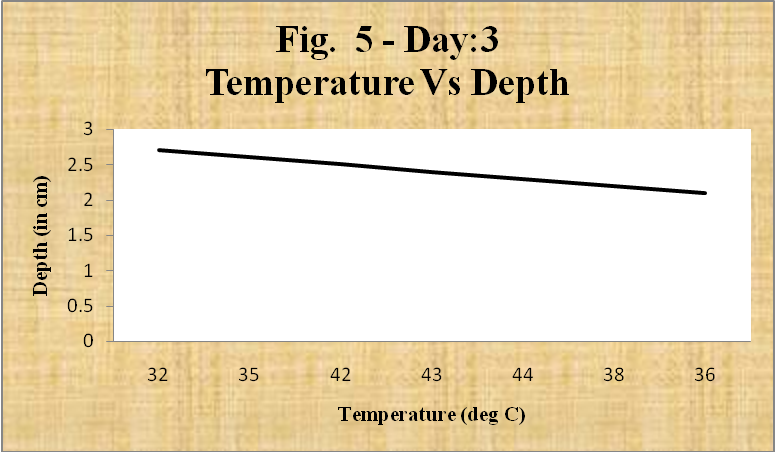 Fig.  5 - Day:3
Temperature Vs Depth
3
2.5
2
1.5
1
0.5
0
Depth (in cm)
32 35 42 43 44 38 36
Temperature (deg C)